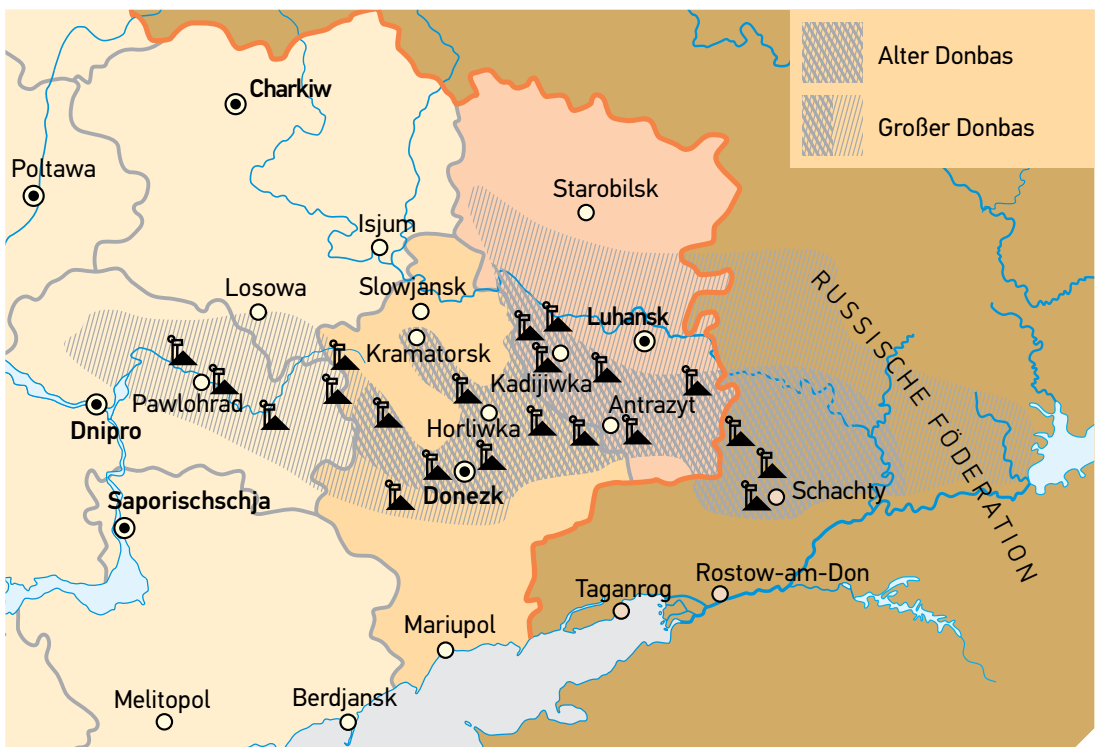 Alter Donbas
Großer Donbas
Charkiw
Poltawa
Starobilsk
Isjum
Losowa
Slowjansk
Luhansk
Kramatorsk
Kadijiwka
Pawlohrad
Antrazyt
Horliwka
Dnipro
Donezk
Saporischschja
Schachty
RUSSISCHE FÖDERATION
Rostow-am-Don
Taganrog
Mariupol
Melitopol
Berdjansk